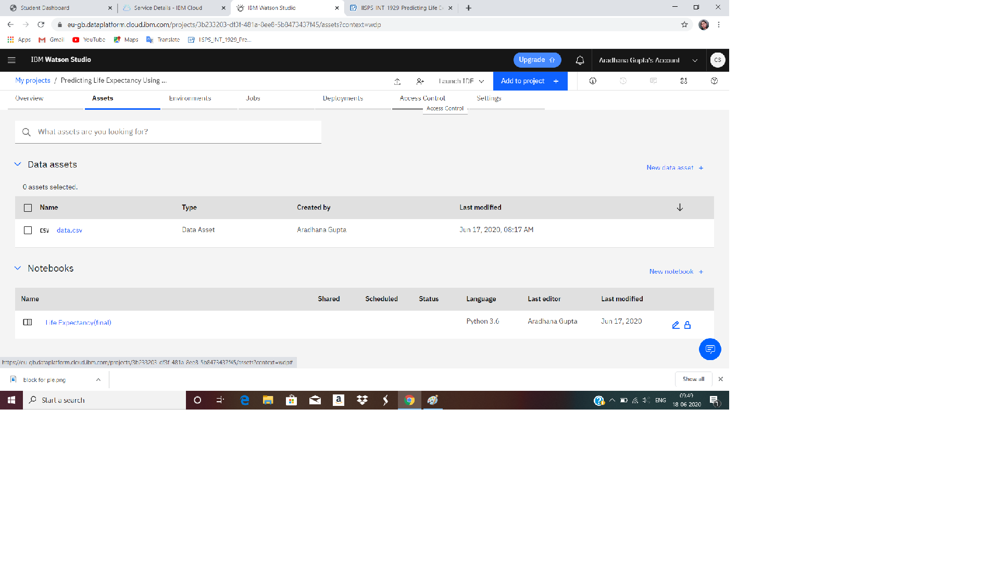 Student Dashboard
Service Details - IBM Cloud
IBM Watson Studio
IISPS_INT_1929_Predicting Life E
eu-gb.dataplatform.cloud.ibm.com/projects/3b233203-df3f-481a-8ee8-5b8473437f45/assets?context=wdp
Apps Gmail YouTube Maps Translate IISPS_INT_1929_Pre...
IBM Watson Studio
Upgrade
Aradhana Gupta's Account
CS
My projects / Predicting Life Expectancy Using ...
Launch IDE
Add to project +
Overview Assets Environments Jobs Deployments Access Control Settings
Access Control
What assets are you looking for?
Data assets
New data asset +
0 assets selected.
Name Type Created by Last modified
CSV data.csv Data Asset Aradhana Gupta Jun 17, 2020, 08:17 AM
Notebooks
New notebook +
Name Shared Scheduled Status Language Last editor Last modified
Life Expectancy(final) Python 3.6 Aradhana Gupta Jun 17, 2020
https://eu-gb.dataplatform.cloud.ibm.com/projects/3b233203-df3f-481a-8ee8-5b8473437f45/assets?context=wdp#
block for ple.png
Show all
Start a search
ENG
09:49
18-06-2020
1